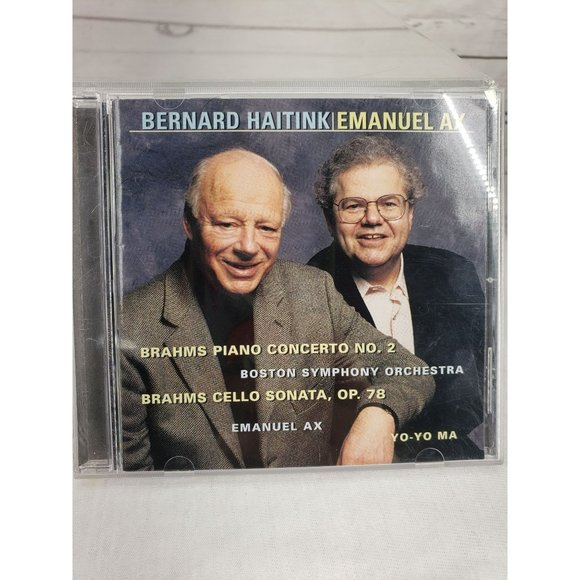 BERNARD HAITINK|EMANUEL AX
BRAHMS PIANO CONCERTO NO. 2
BOSTON SYMPHONY ORCHESTRA
BRAHMS CELLO SONATA, OP. 78
EMANUEL AX
YO-YO MA